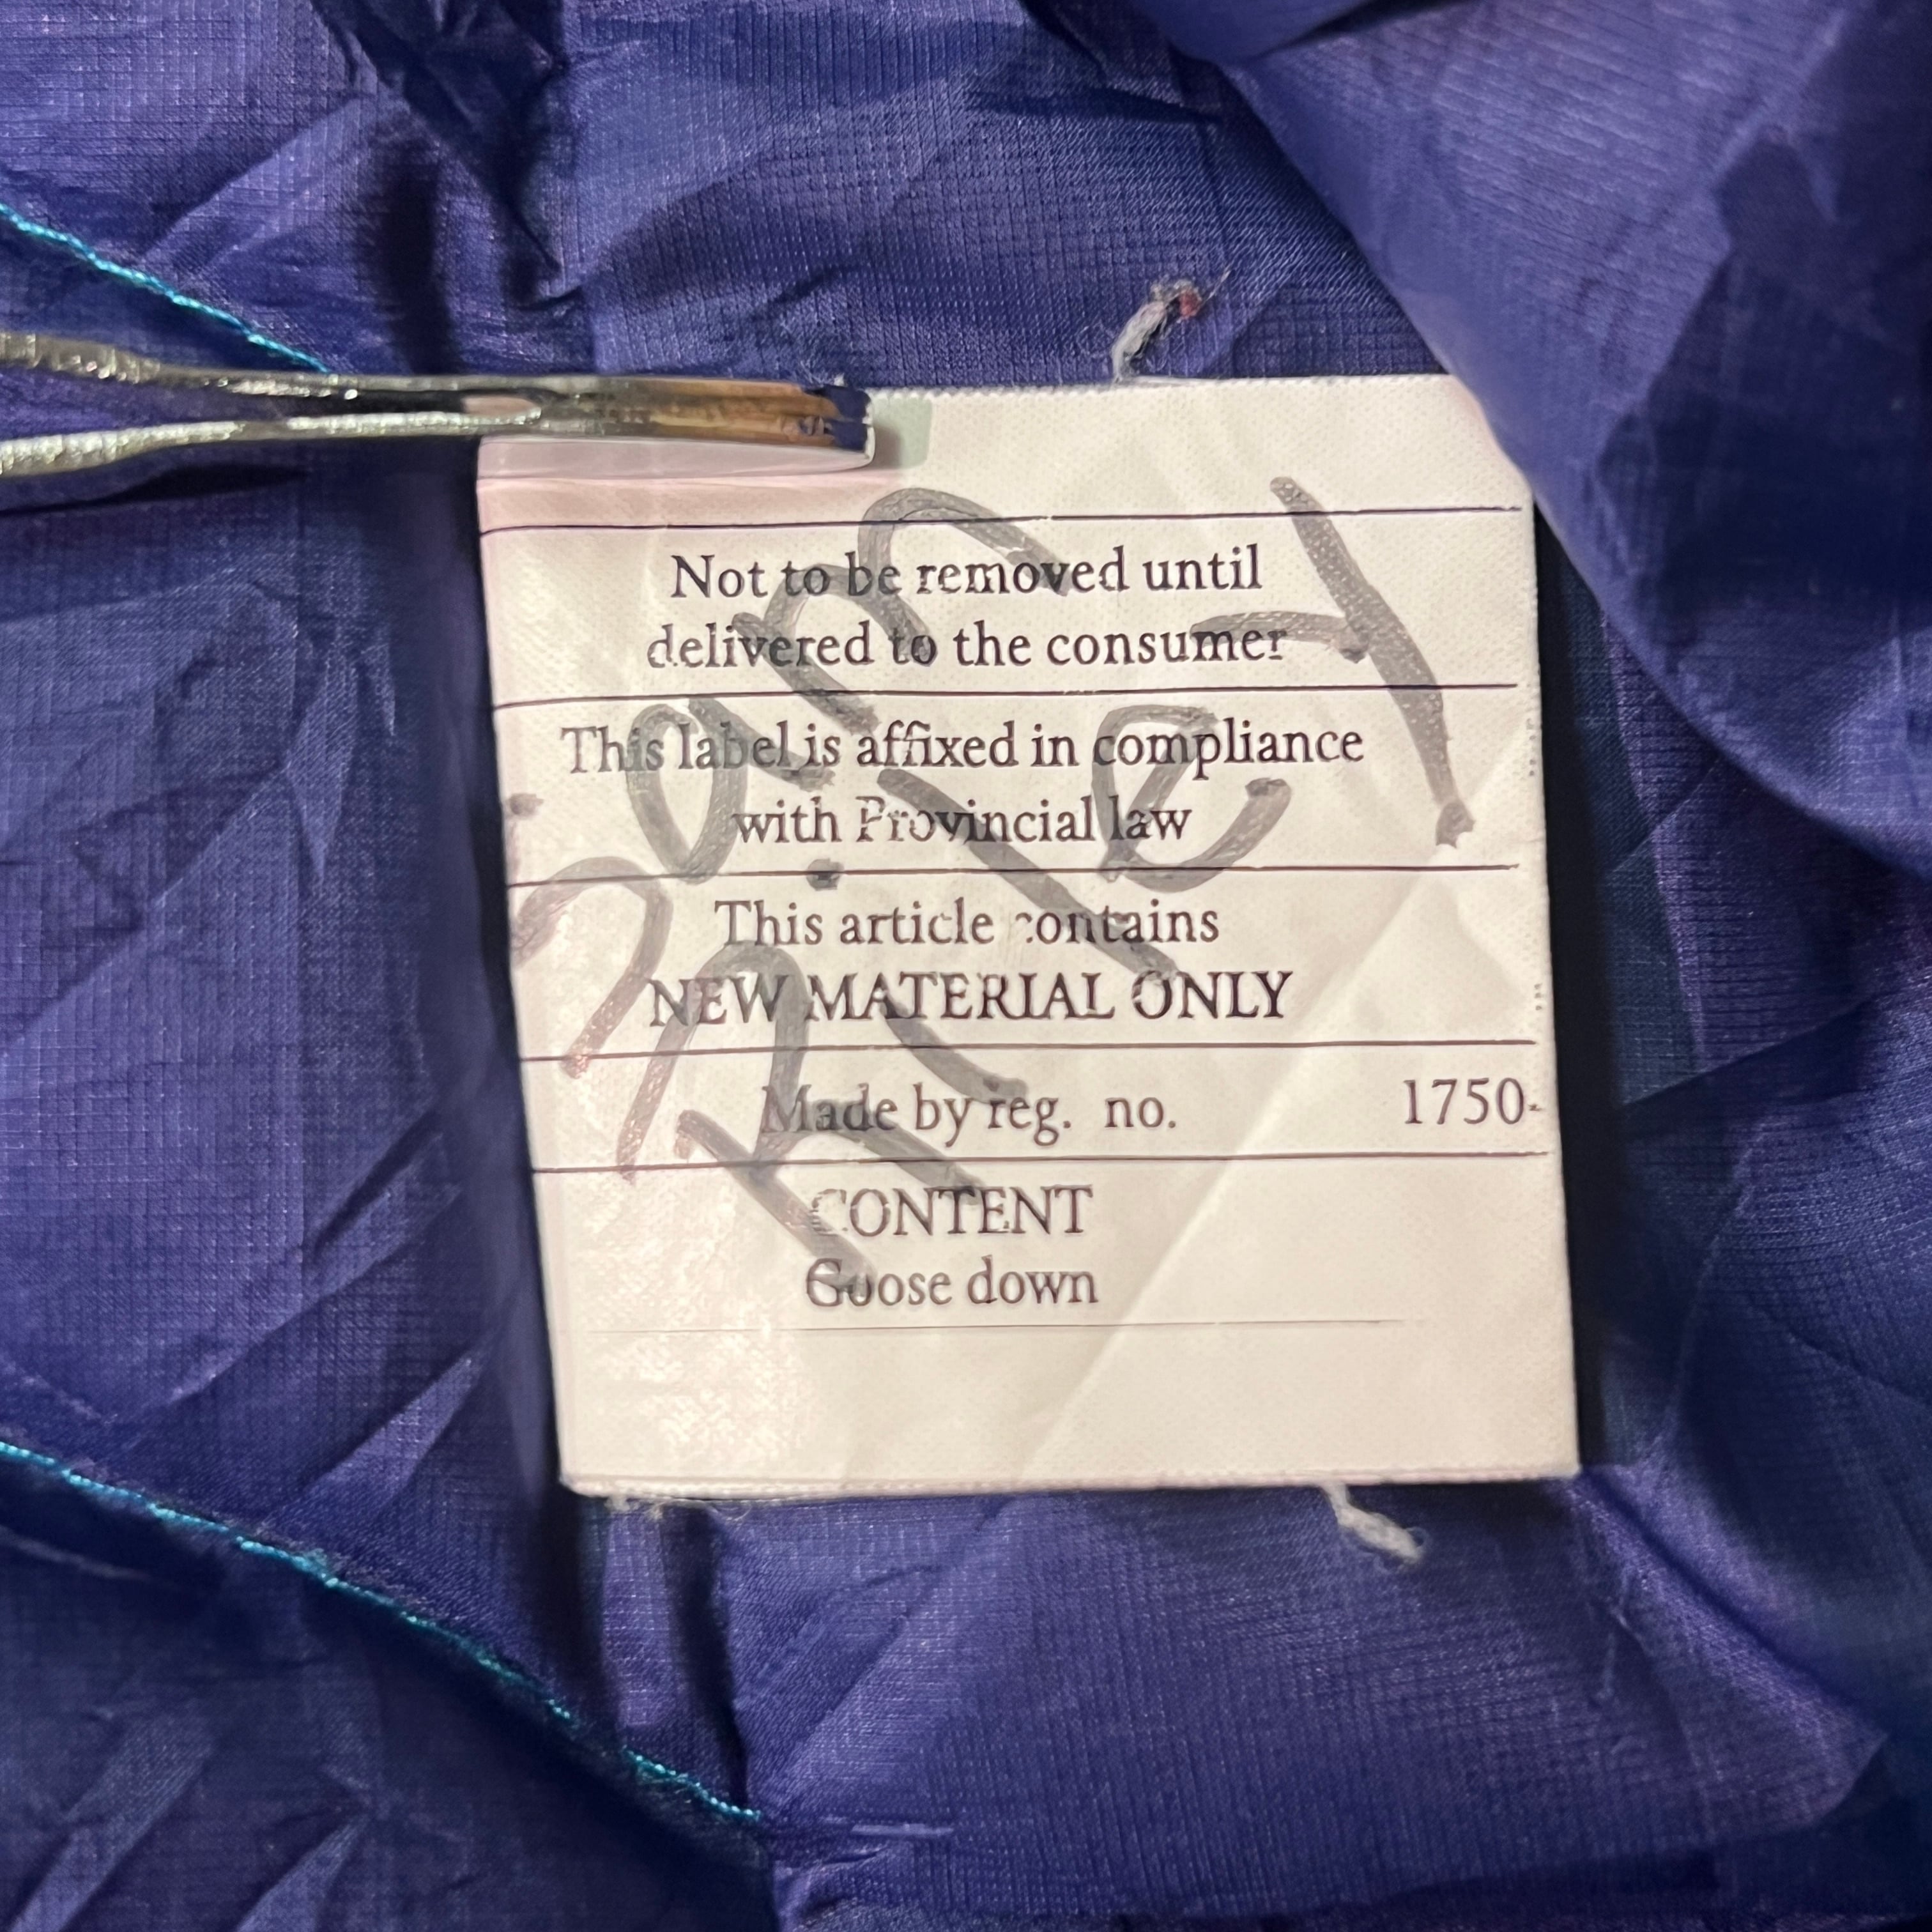 Not to be removed until
delivered to the consumer
This label is affixed in compliance
with Provincial law
This article contains
NEW MATERIAL ONLY
Made by reg. no. 1750
CONTENT
Goose down